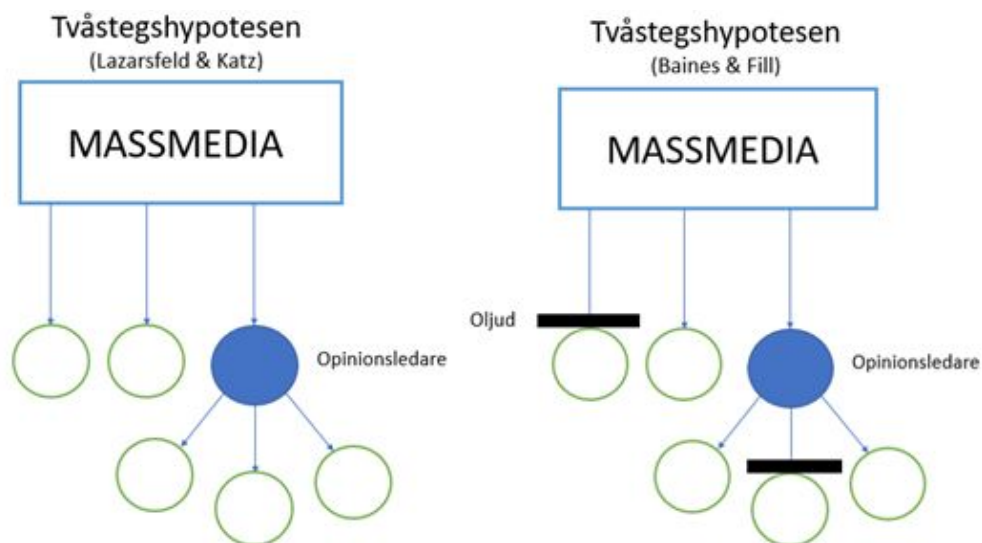 Tvåstegshypotesen
(Lazarsfeld & Katz)
MASSMEDIA
Opinionsledare
Tvåstegshypotesen
(Baines & Fill)
MASSMEDIA
Oljud
Opinionsledare